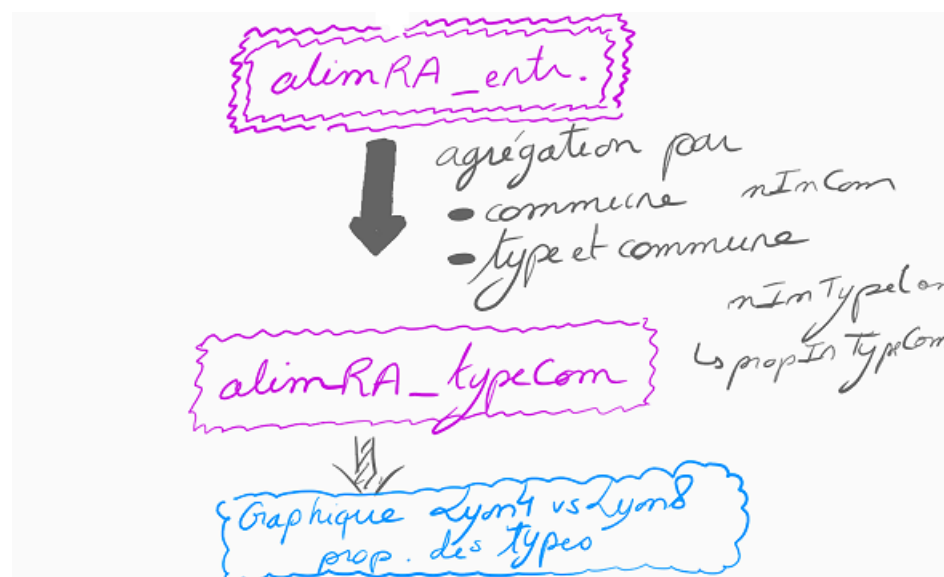 alimRA_entr.
agrégation par
• commune nInCom
• type et commune
nInTypeCom
↳ propInTypeCom
alimRA_typeCom
Graphique Lyon4 vs Lyon8
prop. des types